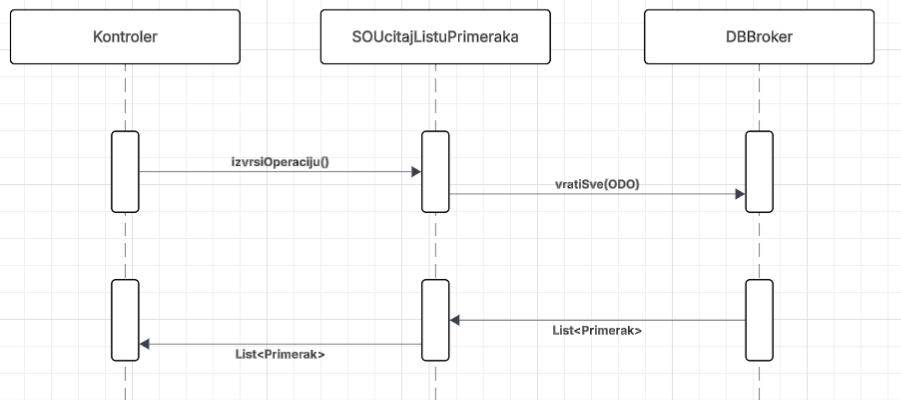 Kontroler
SOUcitajListuPrimeraka
DBBroker
izvrsiOperaciju()
vratiSve(ODO)
List<Primerak>
List<Primerak>